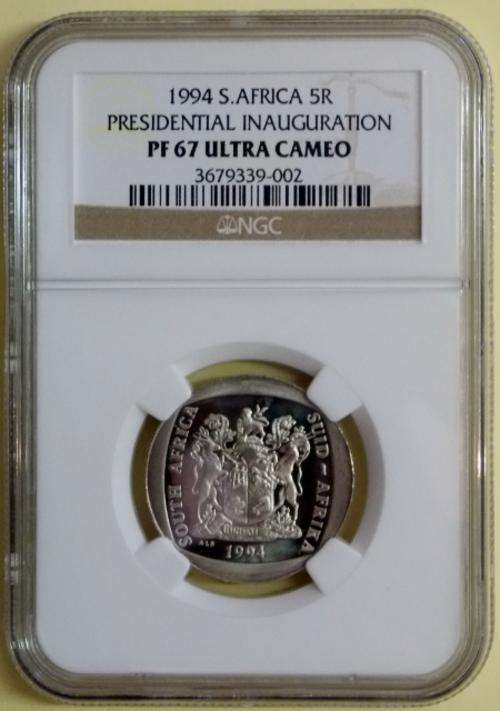 1994 S.AFRICA 5R
PRESIDENTIAL INAUGURATION
PF 67 ULTRA CAMEO
3679339-002
NGC
SOUTH AFRICA
SUID - AFRIKA
1994